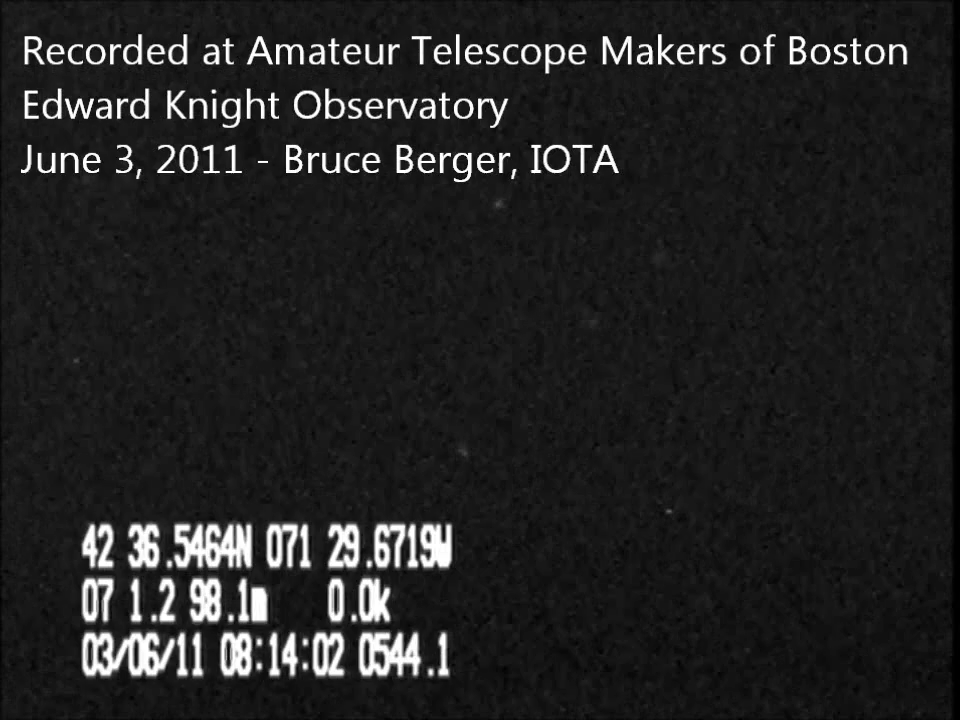 Recorded at Amateur Telescope Makers of Boston
Edward Knight Observatory
June 3, 2011 - Bruce Berger, IOTA
42 36.5464N 071 29.6719W
07 1.2 98.1m 0.0k
03/06/11 08:14:02 0544.1